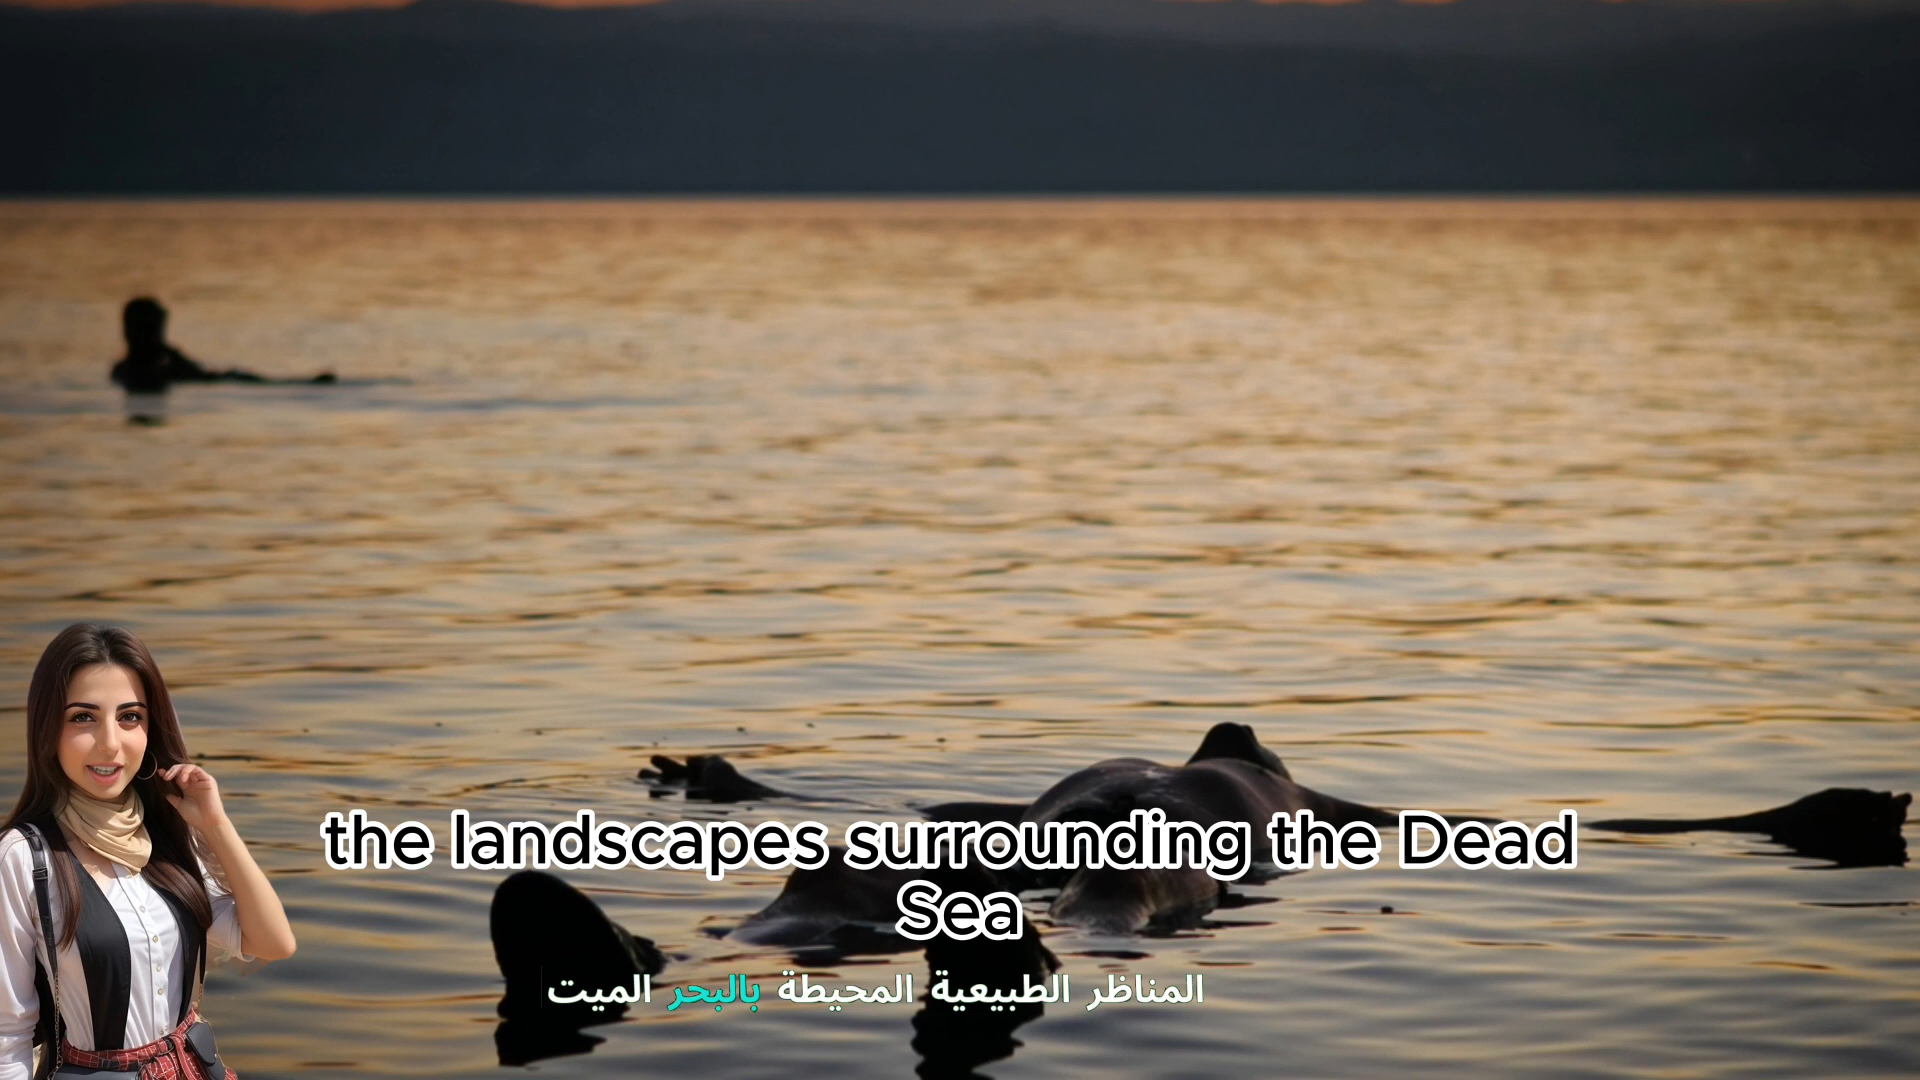 the landscapes surrounding the Dead
Sea
المناظر الطبيعية المحيطة بالبحر الميت